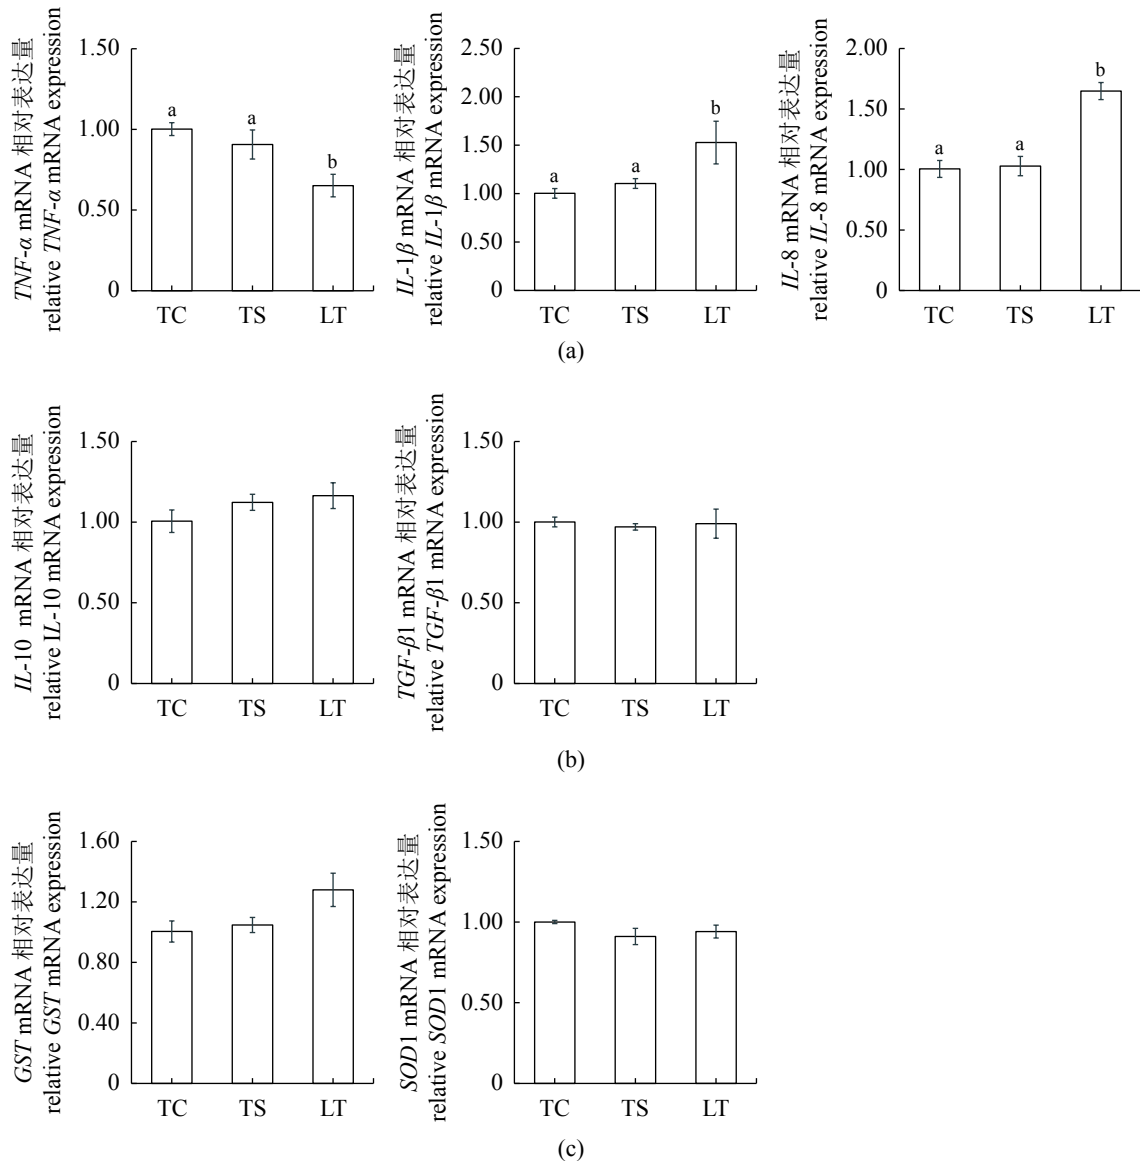 TNF-α mRNA 相对表达量
relative TNF-α mRNA expression
1.50
1.00
0.50
0
a
a
b
TC TS LT
IL-1β mRNA 相对表达量
relative IL-1β mRNA expression
2.50
2.00
1.50
1.00
0.50
0
a
a
b
TC TS LT
IL-8 mRNA 相对表达量
relative IL-8 mRNA expression
2.00
1.50
1.00
0.50
0
a
a
b
TC TS LT
(a)
IL-10 mRNA 相对表达量
relative IL-10 mRNA expression
1.50
1.00
0.50
0
TC TS LT
TGF-β1 mRNA 相对表达量
relative TGF-β1 mRNA expression
1.50
1.00
0.50
0
TC TS LT
(b)
GST mRNA 相对表达量
relative GST mRNA expression
1.60
1.20
0.80
0.40
0
TC TS LT
SOD1 mRNA 相对表达量
relative SOD1 mRNA expression
1.50
1.00
0.50
0
TC TS LT
(c)